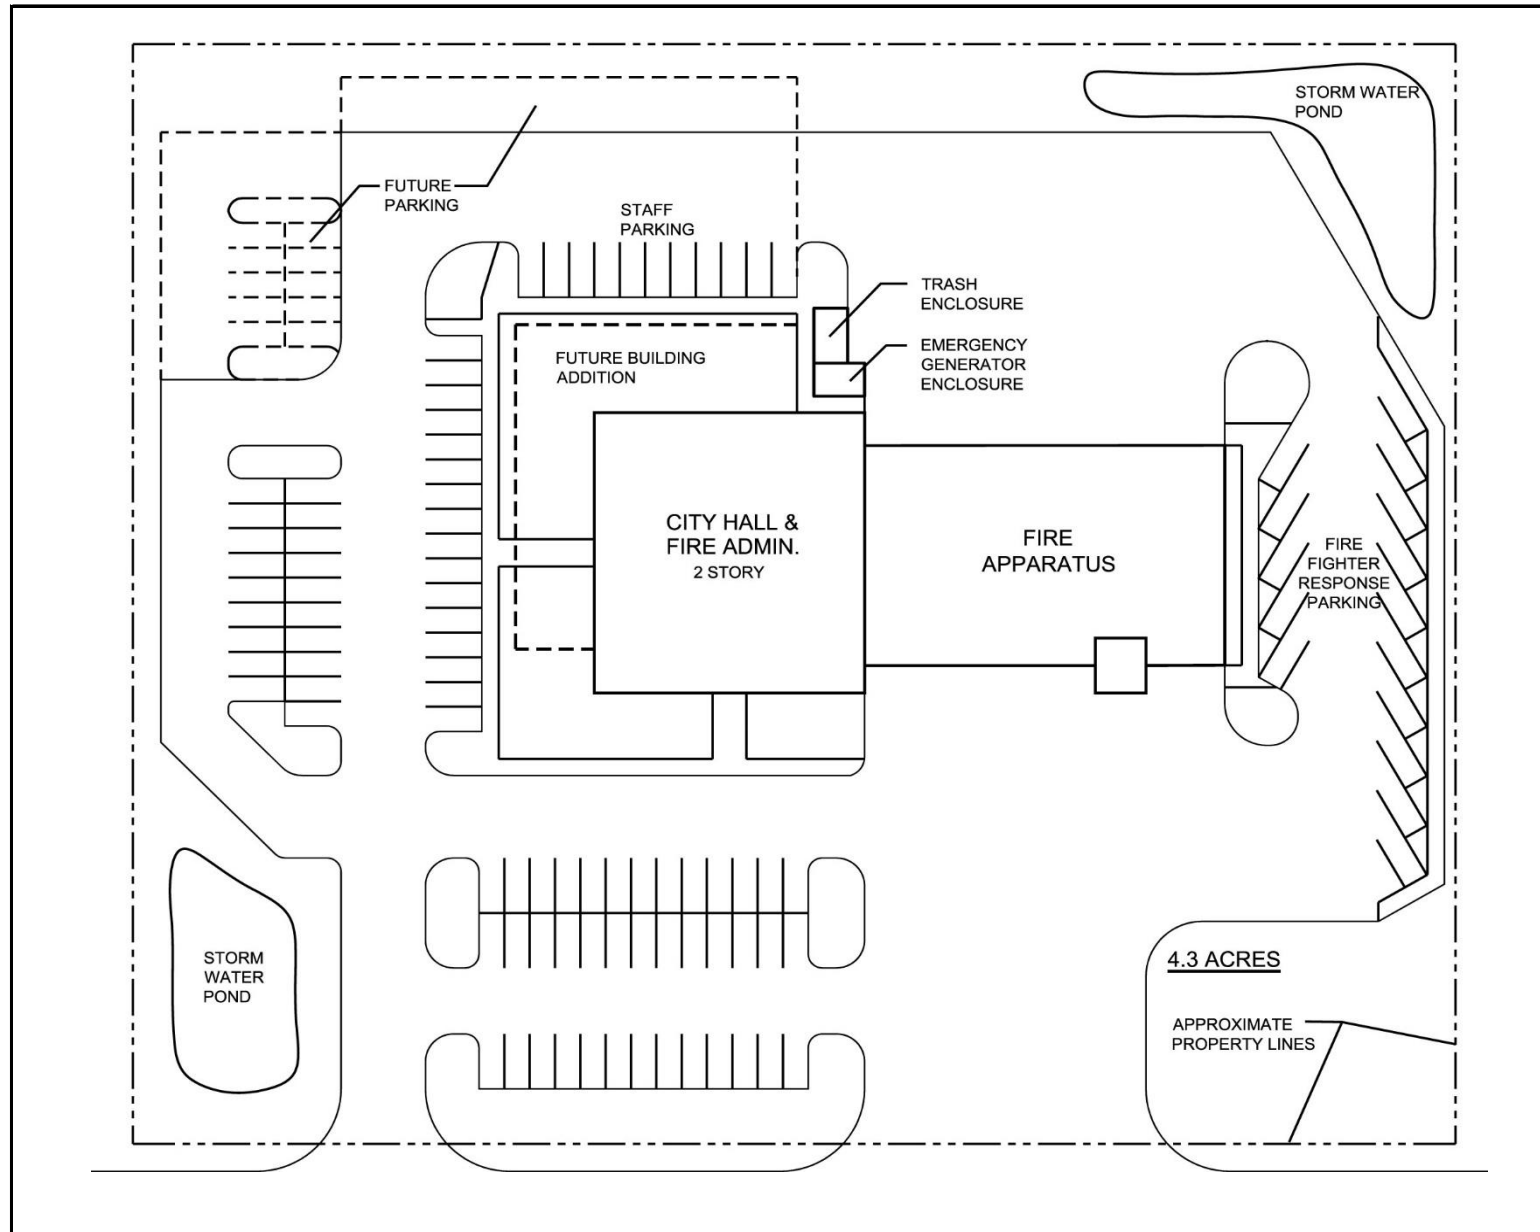 STORM WATER
POND
FUTURE
PARKING
STAFF
PARKING
TRASH
ENCLOSURE
EMERGENCY
GENERATOR
ENCLOSURE
FUTURE BUILDING
ADDITION
CITY HALL &
FIRE ADMIN.
2 STORY
FIRE
APPARATUS
FIRE
FIGHTER
RESPONSE
PARKING
STORM
WATER
POND
4.3 ACRES
APPROXIMATE
PROPERTY LINES